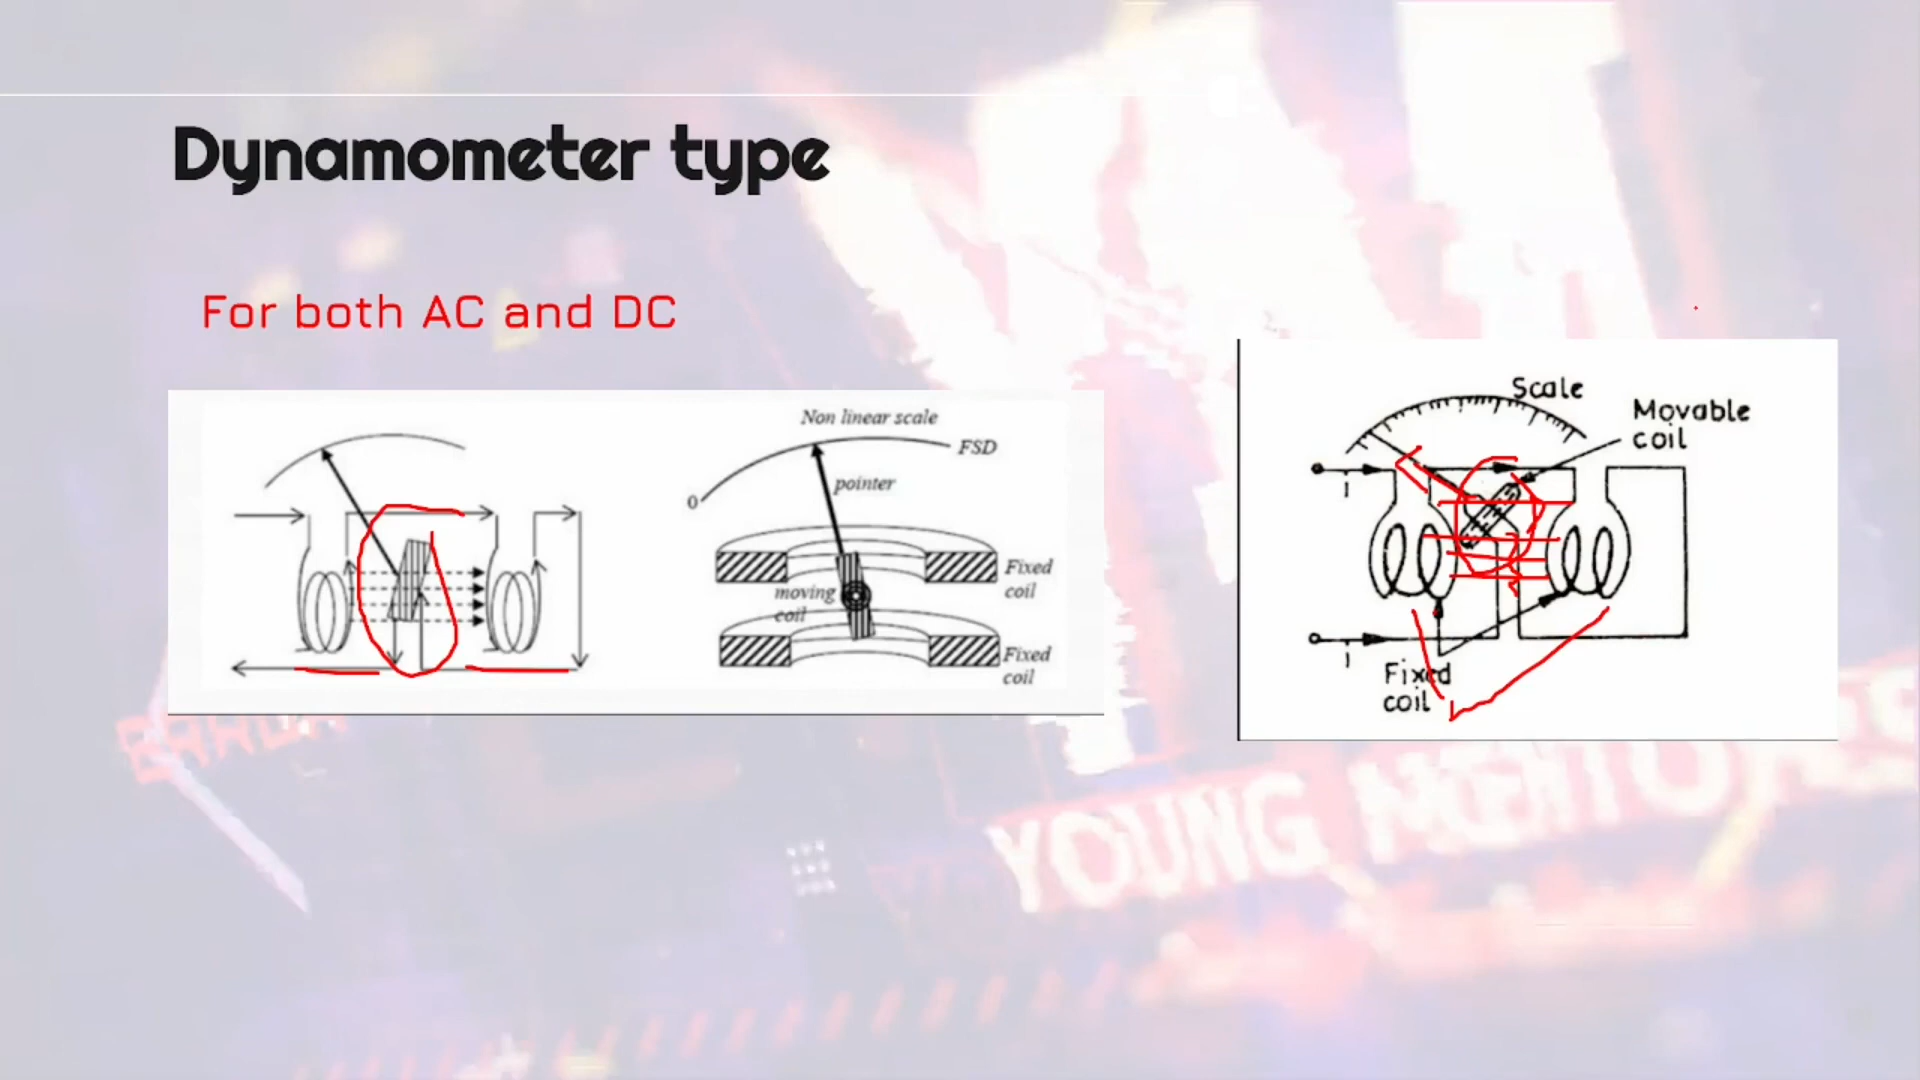 Dynamometer type
For both AC and DC
Non linear scale
FSD
0
pointer
Fixed
coil
moving
coil
Fixed
coil
Scale
Movable
coil
I
I
Fixed
coil
YOUNG